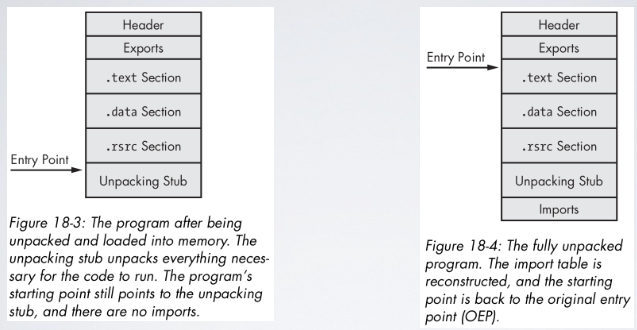 Header
Exports
.text Section
.data Section
.rsrc Section
Entry Point
Unpacking Stub
Figure 18-3: The program after being
unpacked and loaded into memory. The
unpacking stub unpacks everything neces-
sary for the code to run. The program's
starting point still points to the unpacking
stub, and there are no imports.
Header
Exports
Entry Point
.text Section
.data Section
.rsrc Section
Unpacking Stub
Imports
Figure 18-4: The fully unpacked
program. The import table is
reconstructed, and the starting
point is back to the original entry
point (OEP).